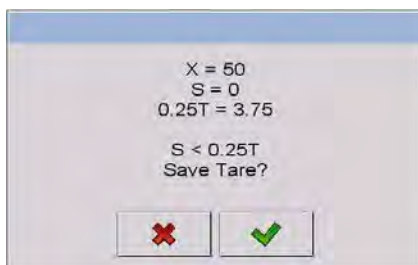 X = 50
S = 0
0.25T = 3.75
S < 0.25T
Save Tare?